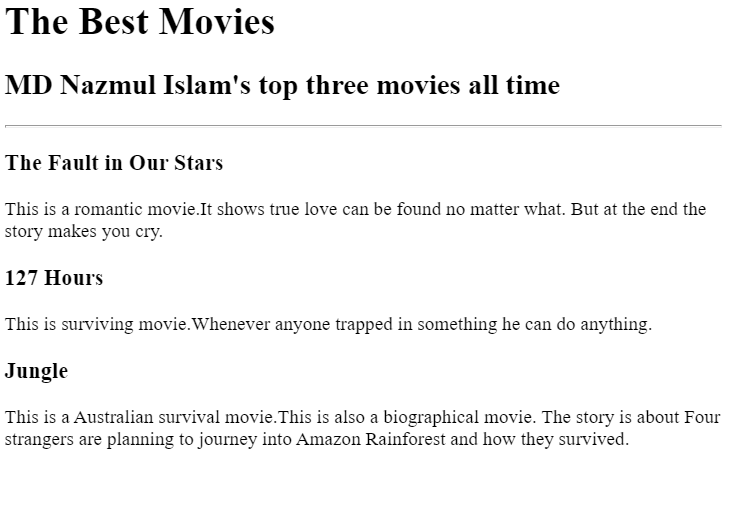 The Best Movies
MD Nazmul Islam's top three movies all time
The Fault in Our Stars
This is a romantic movie.It shows true love can be found no matter what. But at the end the
story makes you cry.
127 Hours
This is surviving movie.Whenever anyone trapped in something he can do anything.
Jungle
This is a Australian survival movie.This is also a biographical movie. The story is about Four
strangers are planning to journey into Amazon Rainforest and how they survived.